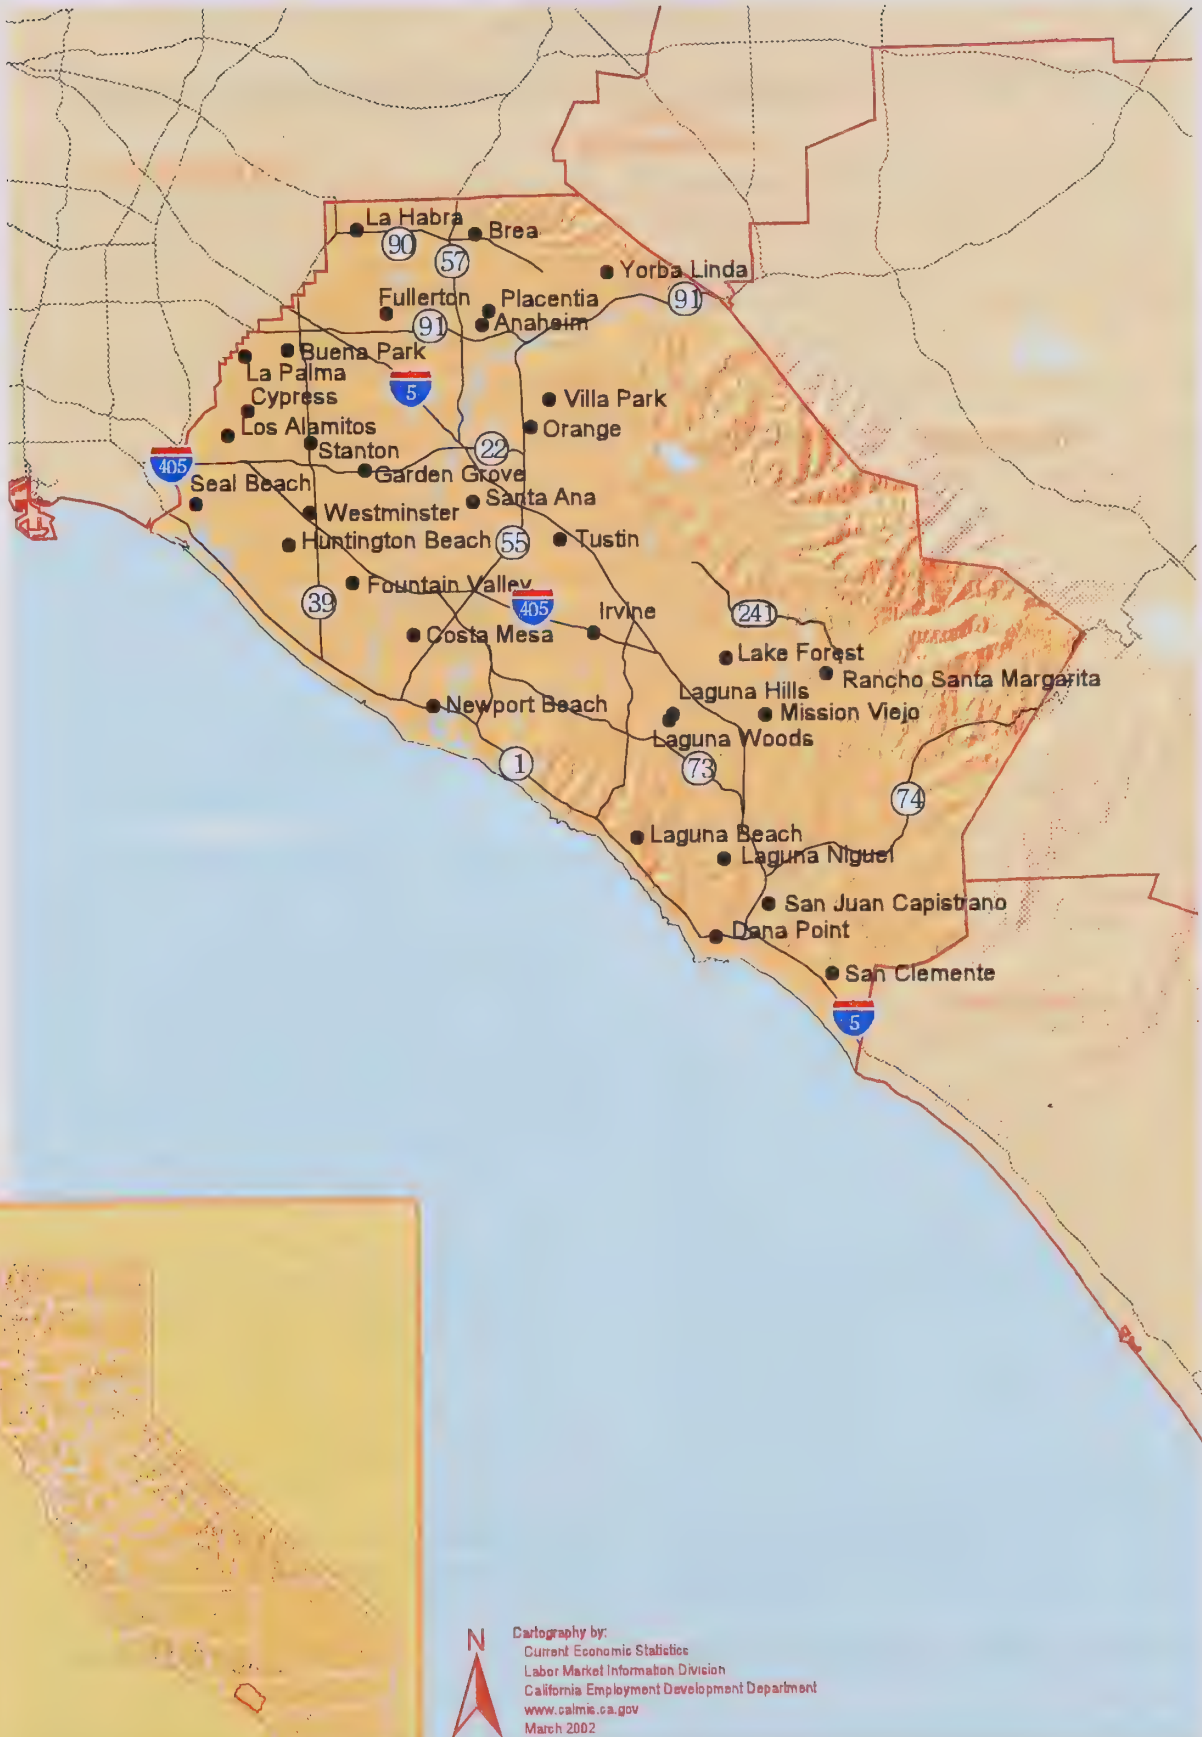 La Habra
Brea
90
57
Yorba Linda
Fullerton
Placentia
91
91
Anaheim
Buena Park
La Palma
5
Cypress
Villa Park
Los Alamitos
Orange
Stanton
22
405
Garden Grove
Seal Beach
Santa Ana
Westminster
Huntington Beach
55
Tustin
Fountain Valley
39
405
Irvine
241
Costa Mesa
Lake Forest
Rancho Santa Margarita
Laguna Hills
Newport Beach
Mission Viejo
Laguna Woods
1
73
74
Laguna Beach
Laguna Niguel
San Juan Capistrano
Dana Point
San Clemente
5
N
Cartography by:
Current Economic Statistics
Labor Market Information Division
California Employment Development Department
www.calmis.ca.gov
March 2002